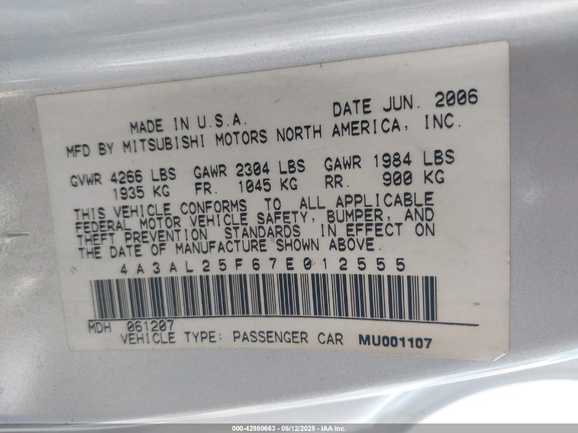 MADE IN U.S.A. DATE JUN. 2006
MFD BY MITSUBISHI MOTORS NORTH AMERICA, INC.
GVWR 4266 LBS GAWR 2304 LBS GAWR 1984 LBS
1935 KG FR. 1045 KG RR. 900 KG
THIS VEHICLE CONFORMS TO ALL APPLICABLE
FEDERAL MOTOR VEHICLE SAFETY, BUMPER, AND
THEFT PREVENTION STANDARDS IN EFFECT ON
THE DATE OF MANUFACTURE SHOWN ABOVE.
4A3AL25F67E012555
MDH 061207
VEHICLE TYPE: PASSENGER CAR MU001107
000-42550663 - 05/12/2025 - IAA Inc.